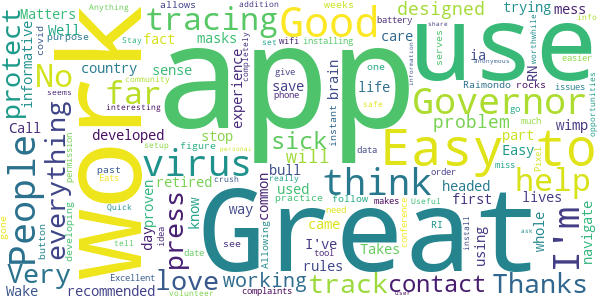 Matters
Well
protect
informative
No
country
tracing
fact
masks
sense
far
developed
Call
People
everything
work
virus
brain
instant
experience
stop
sick
will
Good
weeks
care
save
life
give
phone
app
allows
addition
Stay
purpose
covid
Anything
battery
designed
ia
one
set
wifi
installing
completely
serves
trying
mess
RN
rocks
worthwhile
easier
info
share
anonymous
information
opportunities
use
Governor
Raimondo
go
issues
much
problem
part
wimp
Easy
Easy to
help
seems
community
interesting
safe
data
miss
Pixel
past
permission
button
developing
setup
figure
proven
retired
bull
used
common
practice
really
crush
personal
think
follow
makes
order
headed
first
lives
whole
navigate
I'm
Very
Wake
gone
Eats
Quick
tell
day
idea
date
press
know
way
see
Great
Allowing
came
I've
rules
tool
need
Takes
conference
Useful
RI
install
using
ask
user
love
recommended
Excellent
volunteer
working
complaints
track
contact
Thanks